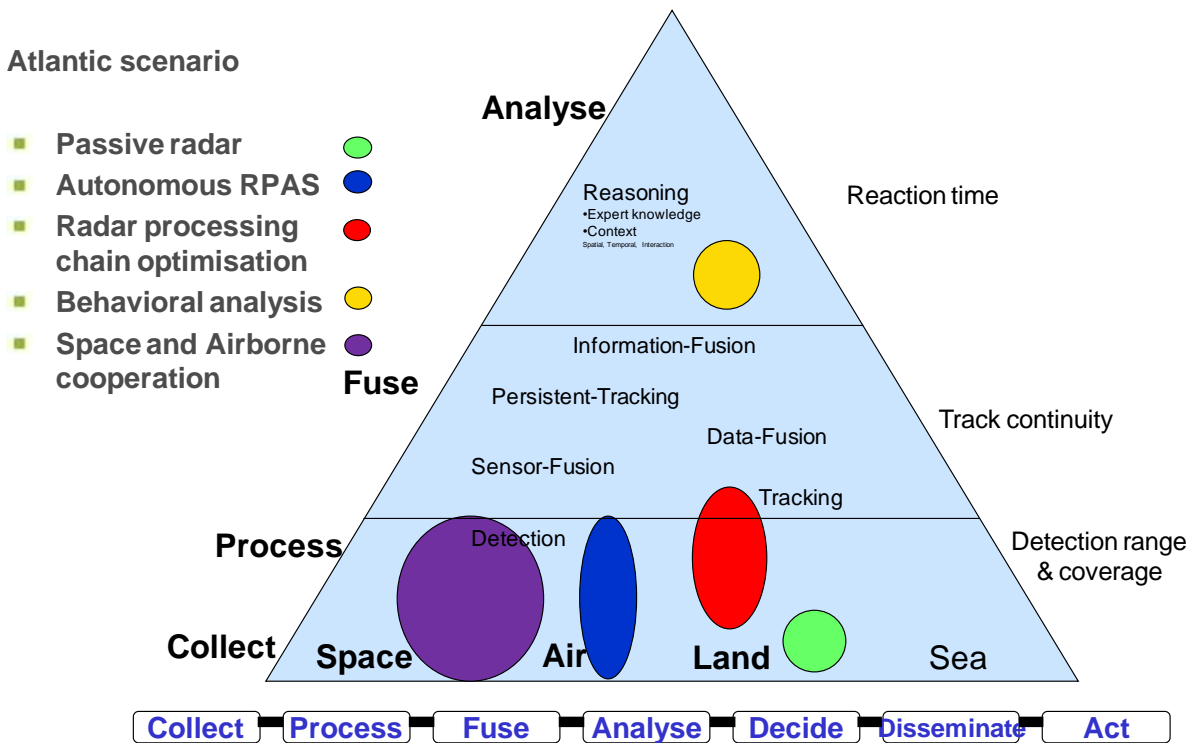 Atlantic scenario
Passive radar
Autonomous RPAS
Radar processing
chain optimisation
Behavioral analysis
Space and Airborne
cooperation
Analyse
Reasoning
•Expert knowledge
•Context
Spatial, Temporal, Interaction
Reaction time
Fuse
Information-Fusion
Persistent-Tracking
Data-Fusion
Sensor-Fusion
Tracking
Track continuity
Process
Detection
Detection range
& coverage
Collect
Space
Air
Land
Sea
Collect
Process
Fuse
Analyse
Decide
Disseminate
Act